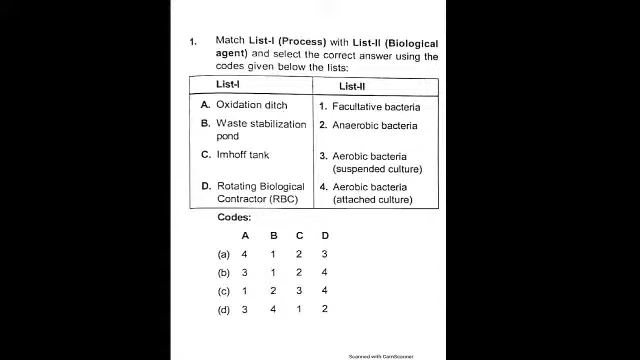 1. Match List-I (Process) with List-II (Biological
agent) and select the correct answer using the
codes given below the lists:
List-I List-II
A. Oxidation ditch 1. Facultative bacteria
B. Waste stabilization 2. Anaerobic bacteria
pond
C. Imhoff tank 3. Aerobic bacteria
(suspended culture)
D. Rotating Biological 4. Aerobic bacteria
Contractor (RBC) (attached culture)
Codes:
A B C D
(a) 4 1 2 3
(b) 3 1 2 4
(c) 1 2 3 4
(d) 3 4 1 2
Scanned with CamScanner